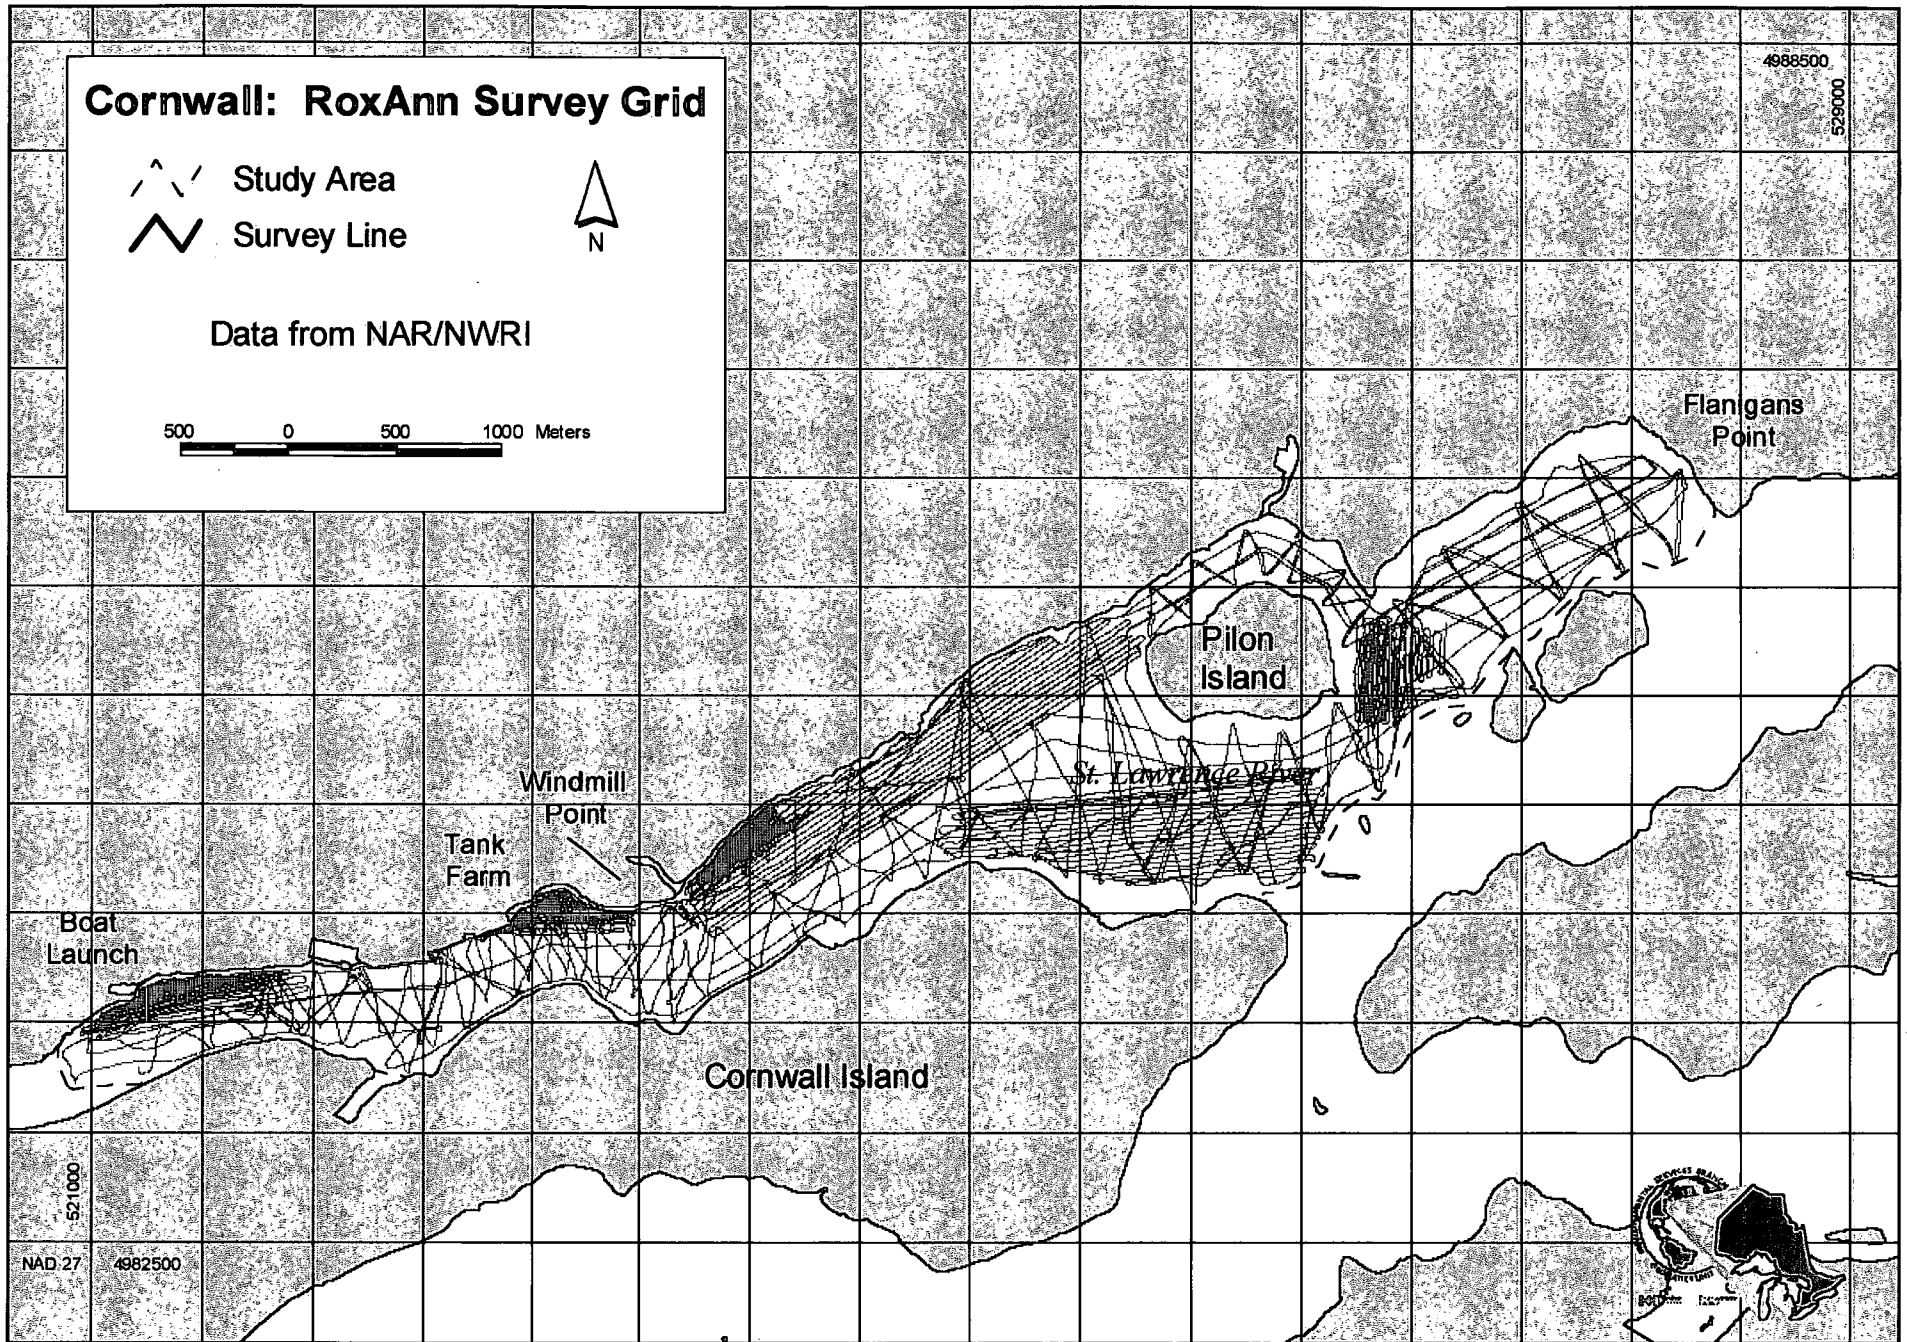 Cornwall: RoxAnn Survey Grid
Study Area
Survey Line
N
Data from NAR/NWRI
500 0 500 1000 Meters
4988500
529000
Flanigans
Point
Pilon
Island
St. Lawrence River
Windmill
Point
Tank
Farm
Boat
Launch
Cornwall Island
521000
NAD 27 4982500